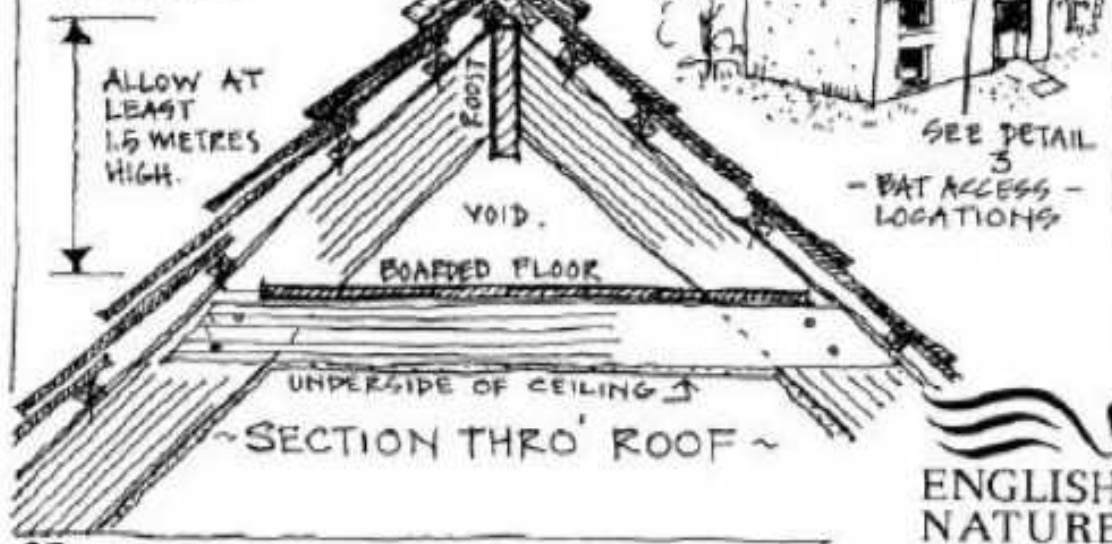 ALLOW AT
LEAST
1.5 METRES
HIGH.
ROOST
VOID.
BOARDED FLOOR
UNDERSIDE OF CEILING
~SECTION THRO' ROOF~
SEE DETAIL
3
- BAT ACCESS -
LOCATIONS
ENGLISH
NATURE